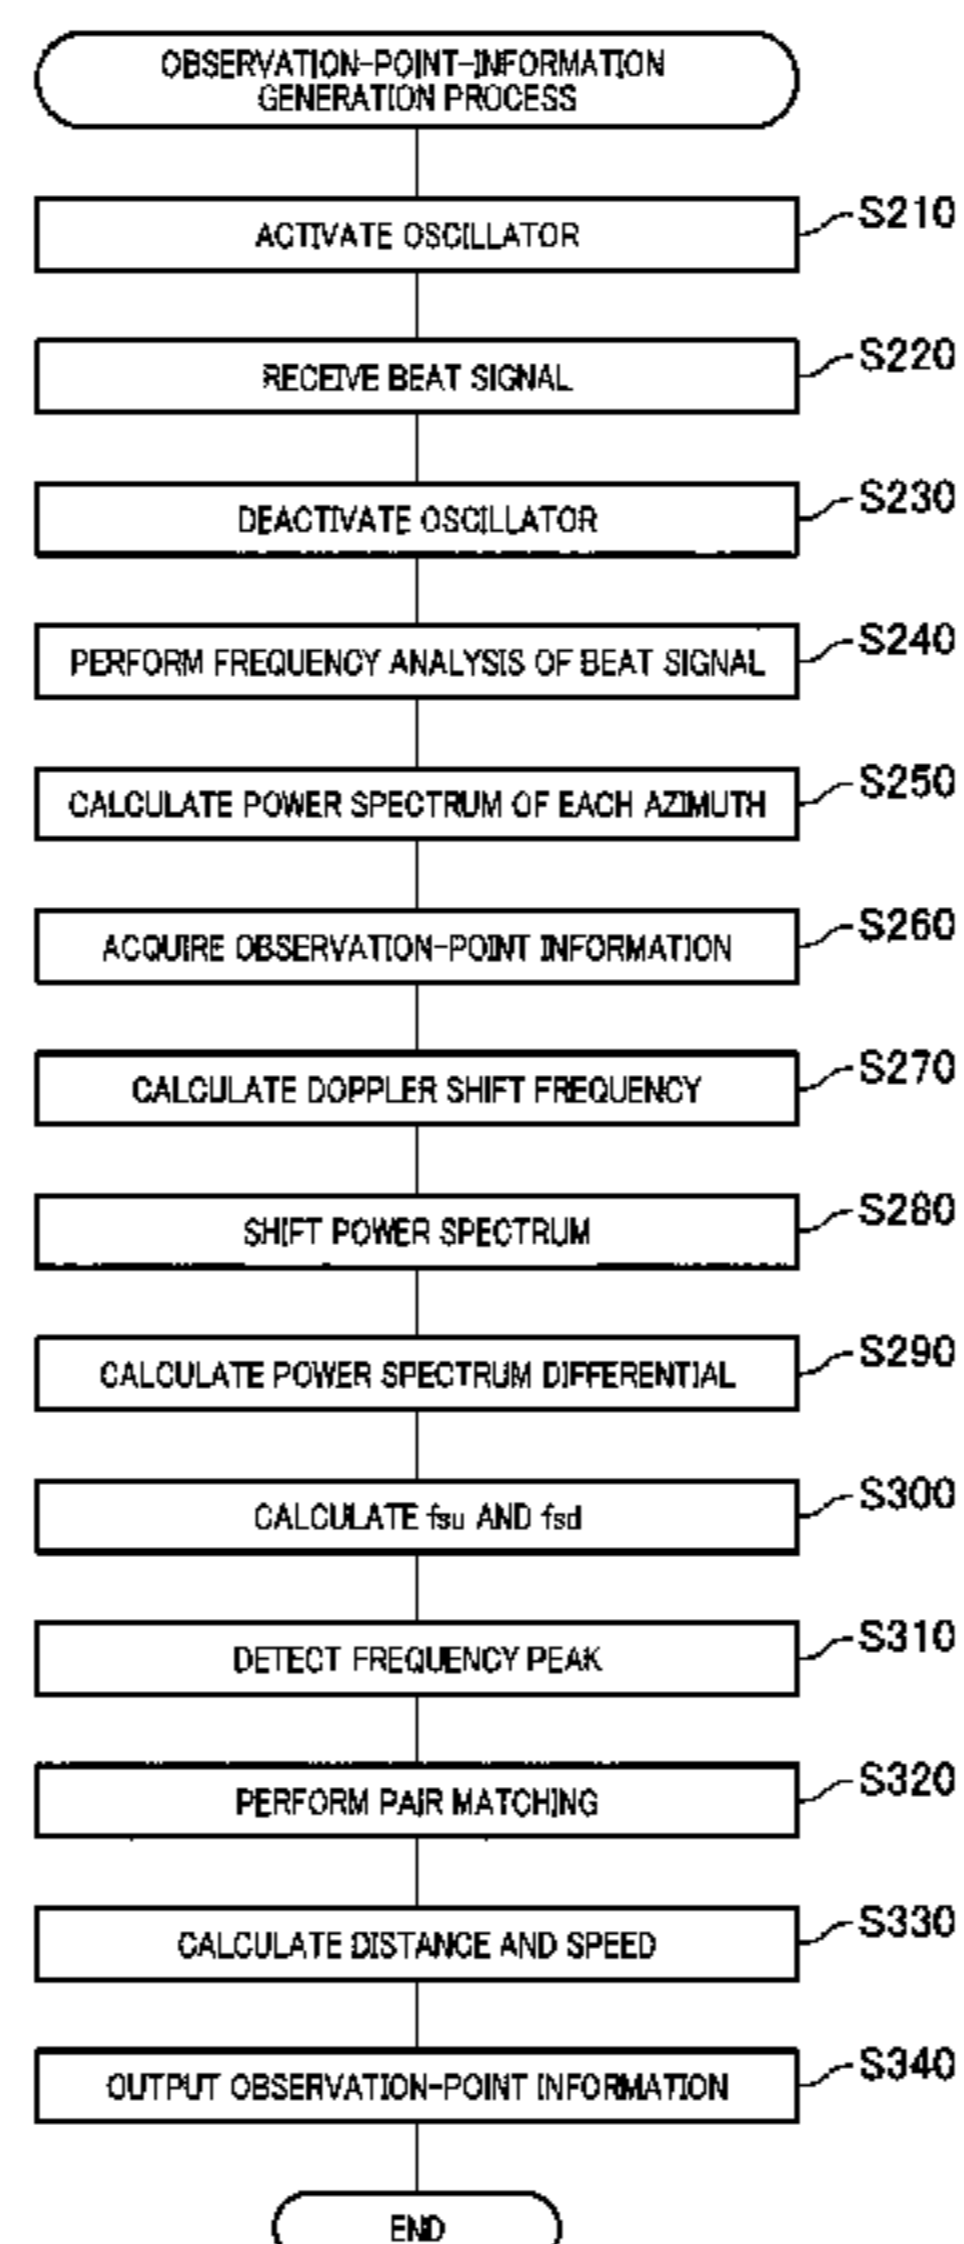 OBSERVATION-POINT-INFORMATION
GENERATION PROCESS
ACTIVATE OSCILLATOR
S210
RECEIVE BEAT SIGNAL
S220
DEACTIVATE OSCILLATOR
S230
PERFORM FREQUENCY ANALYSIS OF BEAT SIGNAL
S240
CALCULATE POWER SPECTRUM OF EACH AZIMUTH
S250
ACQUIRE OBSERVATION-POINT INFORMATION
S260
CALCULATE DOPPLER SHIFT FREQUENCY
S270
SHIFT POWER SPECTRUM
S280
CALCULATE POWER SPECTRUM DIFFERENTIAL
S290
CALCULATE fsu AND fsd
S300
DETECT FREQUENCY PEAK
S310
PERFORM PAIR MATCHING
S320
CALCULATE DISTANCE AND SPEED
S330
OUTPUT OBSERVATION-POINT INFORMATION
S340
END